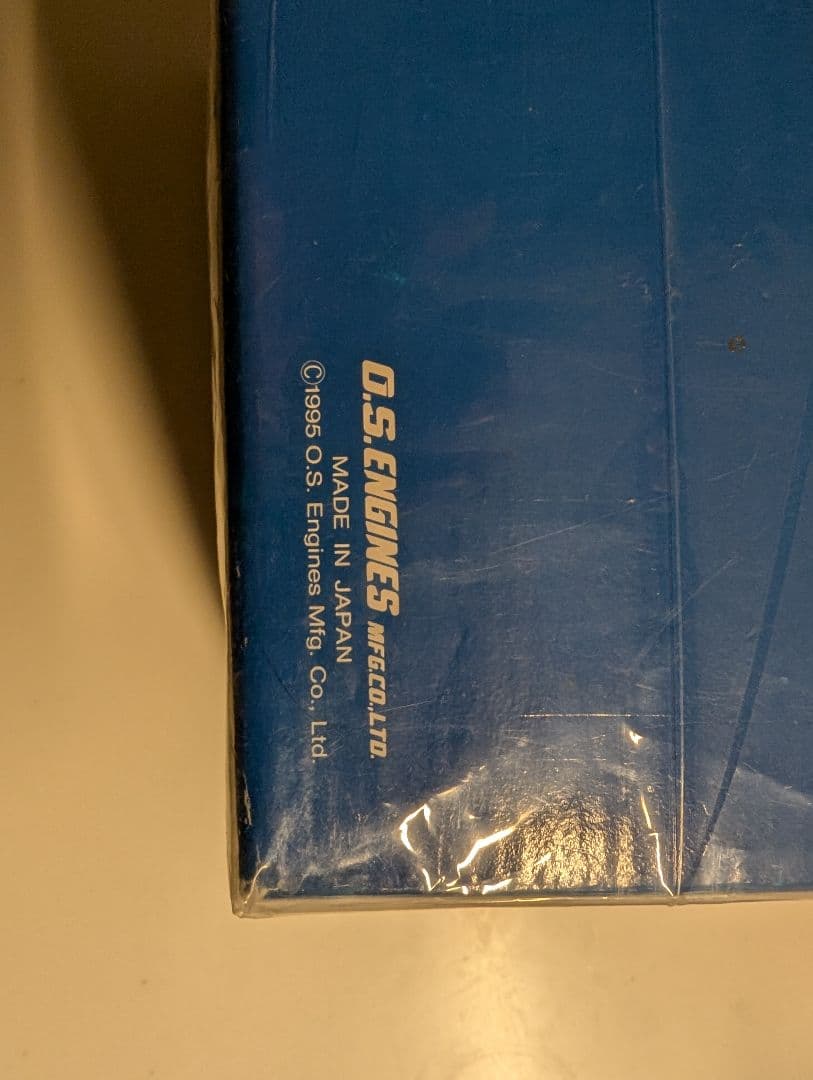 O.S.ENGINES MFG.CO.,LTD.
MADE IN JAPAN
©1995 O.S. Engines Mfg. Co., Ltd.